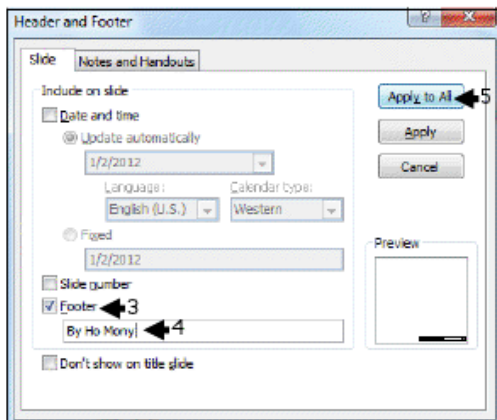 Header and Footer
Slide
Notes and Handouts
Include on slide
Date and time
Update automatically
1/2/2012
Language:
Calendar type:
English (U.S.)
Western
Fixed
1/2/2012
Slide number
Footer
3
By Ho Mony
4
Don't show on title slide
Apply to All
5
Apply
Cancel
Preview